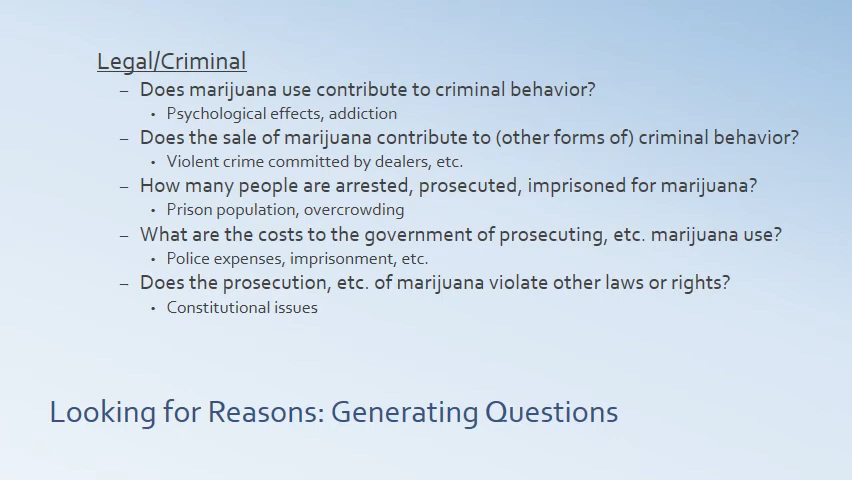 Legal/Criminal
– Does marijuana use contribute to criminal behavior?
• Psychological effects, addiction
– Does the sale of marijuana contribute to (other forms of) criminal behavior?
• Violent crime committed by dealers, etc.
– How many people are arrested, prosecuted, imprisoned for marijuana?
• Prison population, overcrowding
– What are the costs to the government of prosecuting, etc. marijuana use?
• Police expenses, imprisonment, etc.
– Does the prosecution, etc. of marijuana violate other laws or rights?
• Constitutional issues
Looking for Reasons: Generating Questions